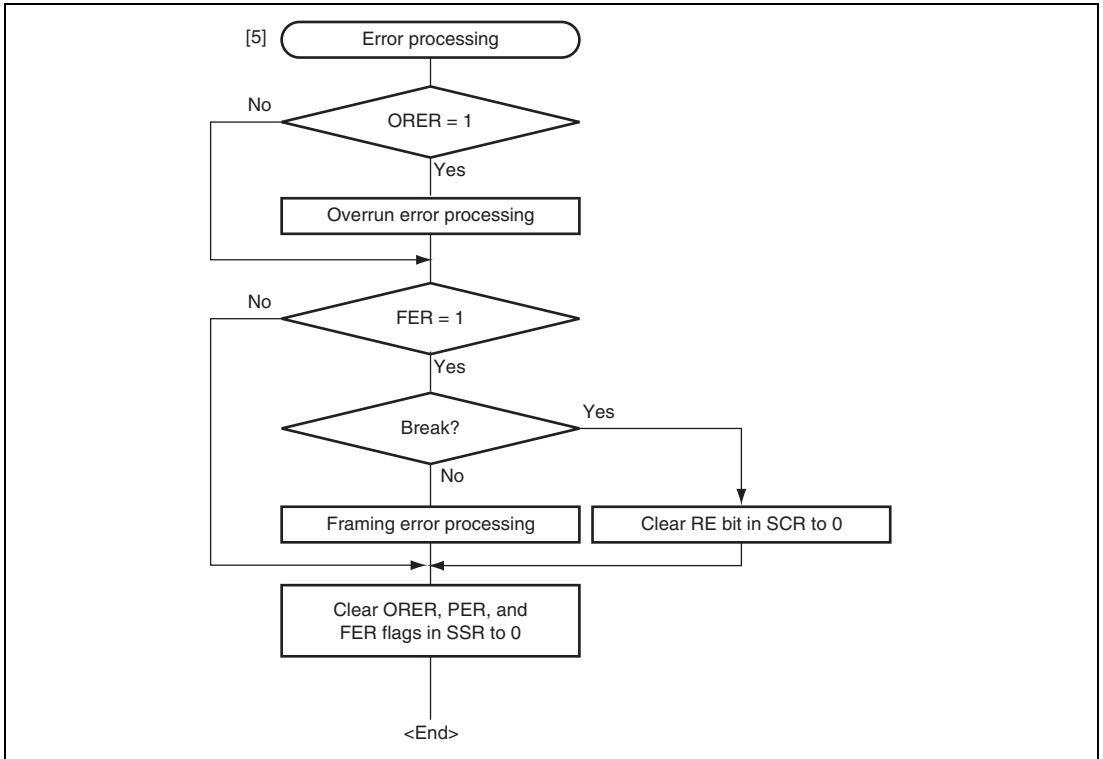 [5] Error processing
No
ORER = 1
Yes
Overrun error processing
No
FER = 1
Yes
Break?
Yes
No
Framing error processing
Clear RE bit in SCR to 0
Clear ORER, PER, and
FER flags in SSR to 0
<End>